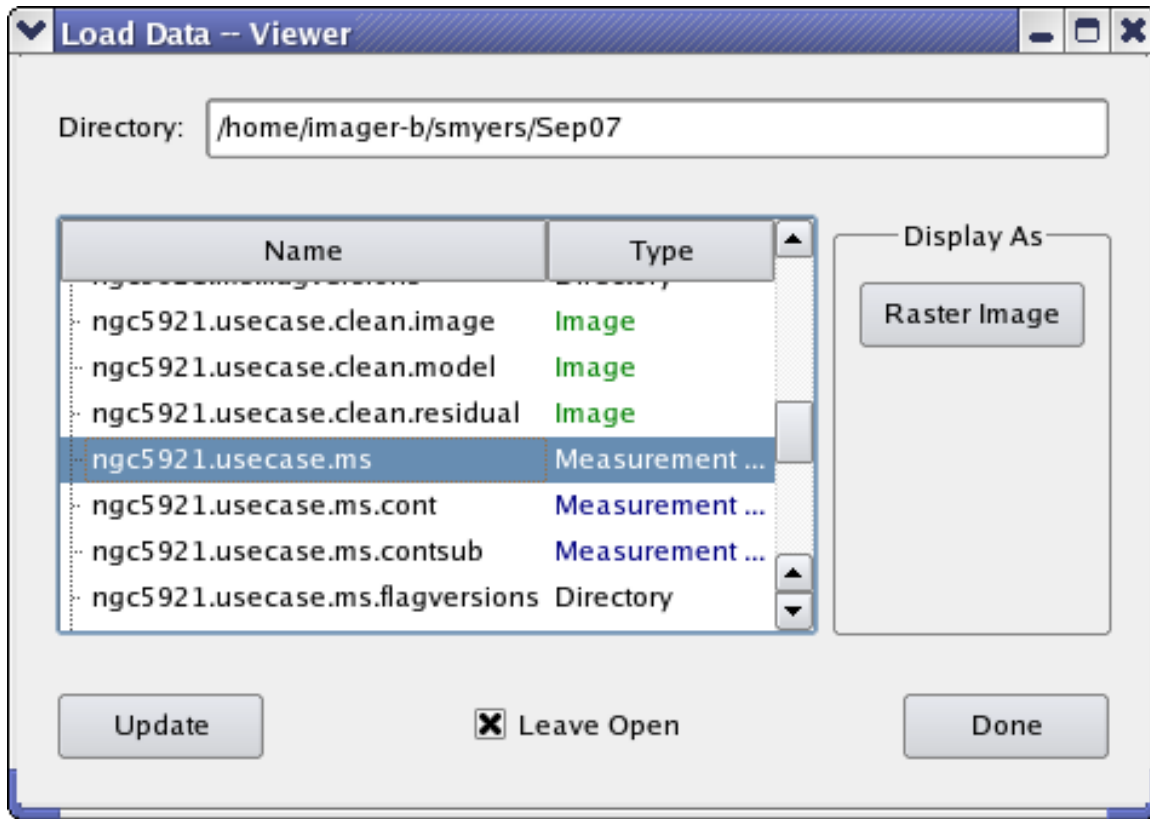 Load Data -- Viewer
Directory: /home/imager-b/smyers/Sep07
Name Type
ngc5921.usecase.clean.image Image
ngc5921.usecase.clean.model Image
ngc5921.usecase.clean.residual Image
ngc5921.usecase.ms Measurement ...
ngc5921.usecase.ms.cont Measurement ...
ngc5921.usecase.ms.contsub Measurement ...
ngc5921.usecase.ms.flagversions Directory
Display As
Raster Image
Update Leave Open Done